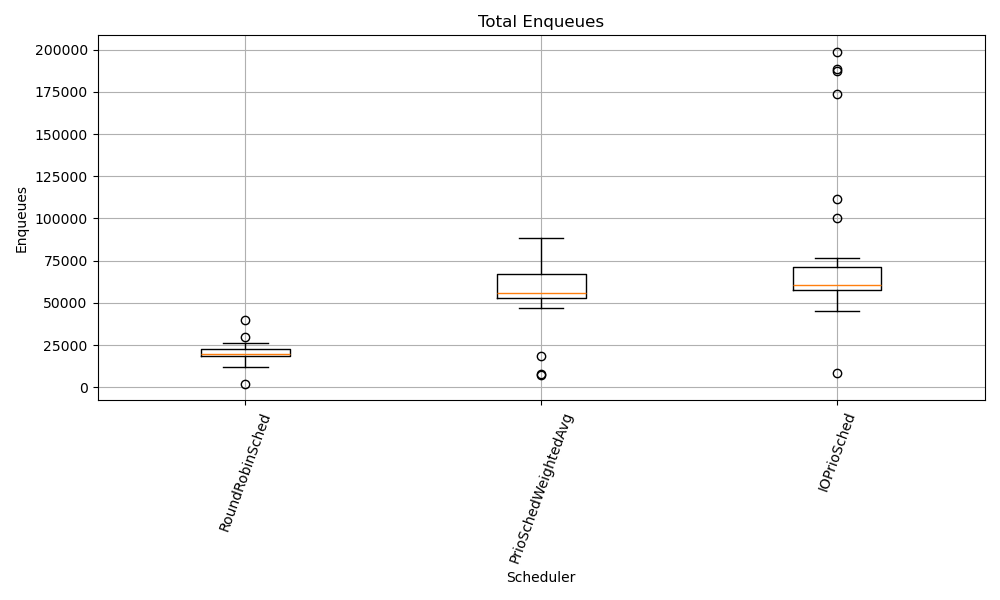 Total Enqueues
200000
175000
150000
125000
100000
75000
50000
25000
0
Enqueues
RoundRobinSched
PrioSchedWeightedAvg
IOPrioSched
Scheduler